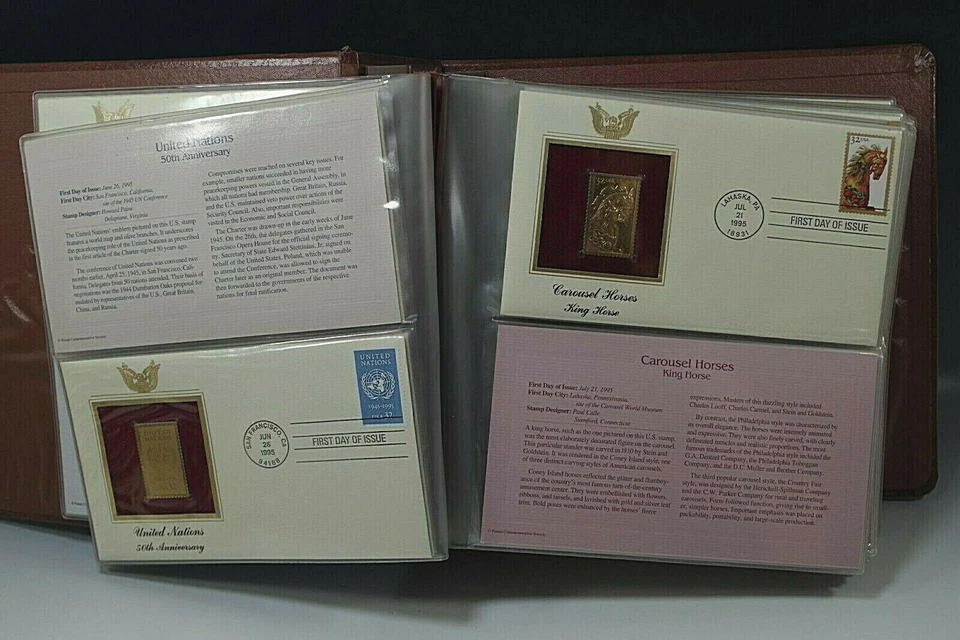 United Nations
50th Anniversary
First Day of Issue: June 26, 1995
First Day City: San Francisco, California,
site of the 1945 UN Conference
Stamp Designer: Howard Paine
Delaplane, Virginia
The United Nations' emblem pictured on this U.S. stamp
features a world map and olive branches. It underscores
the peacekeeping role of the United Nations as prescribed
in the first article of the Charter signed 50 years ago.
The conference of United Nations was convened two
months earlier, April 25, 1945, in San Francisco, Cali-
fornia. Delegates from 50 nations attended. Their basis of
negotiations was the 1944 Dumbarton Oaks proposal for
mulated by representatives of the U.S., Great Britain,
China, and Russia.
Compromises were reached on several key issues. For
example, smaller nations succeeded in having more
peacekeeping powers vested in the General Assembly, in
which all nations had membership. Great Britain, Russia,
and the U.S. maintained veto power over actions of the
Security Council. Also, important responsibilities were
vested in the Economic and Social Council.
The Charter was drawn up in the early weeks of June
1945. On the 26th, the delegates gathered in the San
Francisco Opera House for the official signing ceremo-
ny. Secretary of State Edward Stettinius, Jr. signed on
behalf of the United States. Poland, which was unable
to attend the Conference, was allowed to sign the
Charter later as an original member. The document was
then forwarded to the governments of the respective
nations for final ratification.
UNITED
NATIONS
1945-1995
USA 32
SAN FRANCISCO, CA
JUN
26
1995
94188
FIRST DAY OF ISSUE
United Nations
50th Anniversary
32 USA
32 USA
LAHASKA, PA
JUL
21
1995
18931
FIRST DAY OF ISSUE
Carousel Horses
King Horse
Carousel Horses
King Horse
First Day of Issue: July 21, 1995
First Day City: Lahaska, Pennsylvania,
site of the Carousel World Museum
Stamp Designer: Paul Calle
Stamford, Connecticut
A king horse, such as the one pictured on this U.S. stamp,
was the most elaborately decorated figure on the carousel.
This particular mount was carved in 1910 by Stein and
Goldstein. It was rendered in the Coney Island style, one
of three distinct carving styles of American carousels.
Coney Island horses reflected the glitter and flamboy-
ance of the country's most famous turn-of-the-century
amusement center. They were embellished with flowers,
ribbons, and tassels, and lavished with gold and silver leaf
trim. Bold poses were enhanced by the horses' fierce
expressions. Masters of this dazzling style included
Charles Looff, Charles Carmel, and Stein and Goldstein.
By contrast, the Philadelphia style was characterized by
its overall elegance. The horses were intensely animated
and expressive. They were also finely carved, with clearly
delineated muscles and realistic proportions. The most
famous trademarks of the Philadelphia style included the
G.A. Dentzel Company, the Philadelphia Toboggan
Company, and the D.C. Muller and Brother Company.
The third popular carousel style, the Country Fair
style, was designed by the Herschell-Spillman Company
and the C.W. Parker Company for rural and traveling
carousels. Form followed function, giving rise to small-
er, simpler horses. Important emphasis was placed on
packability, portability, and large-scale production.